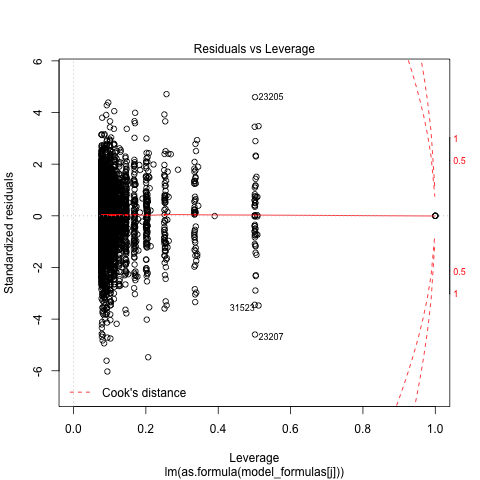 Residuals vs Leverage
6
4
2
0
-2
-4
-6
Standardized residuals
23205
31523
23207
1
0.5
0.5
1
Cook's distance
0.0 0.2 0.4 0.6 0.8 1.0
Leverage
lm(as.formula(model_formulas[j]))